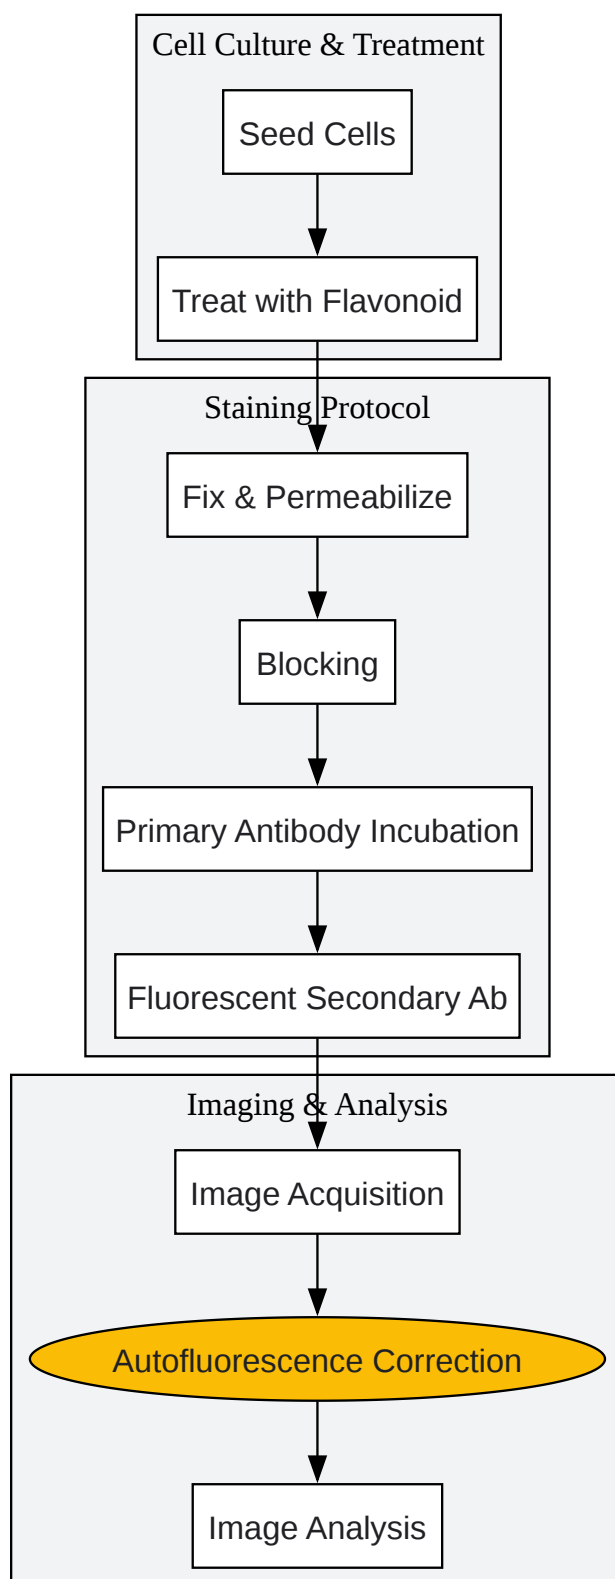 Cell Culture & Treatment
Seed Cells
Treat with Flavonoid
Staining Protocol
Fix & Permeabilize
Blocking
Primary Antibody Incubation
Fluorescent Secondary Ab
Imaging & Analysis
Image Acquisition
Autofluorescence Correction
Image Analysis